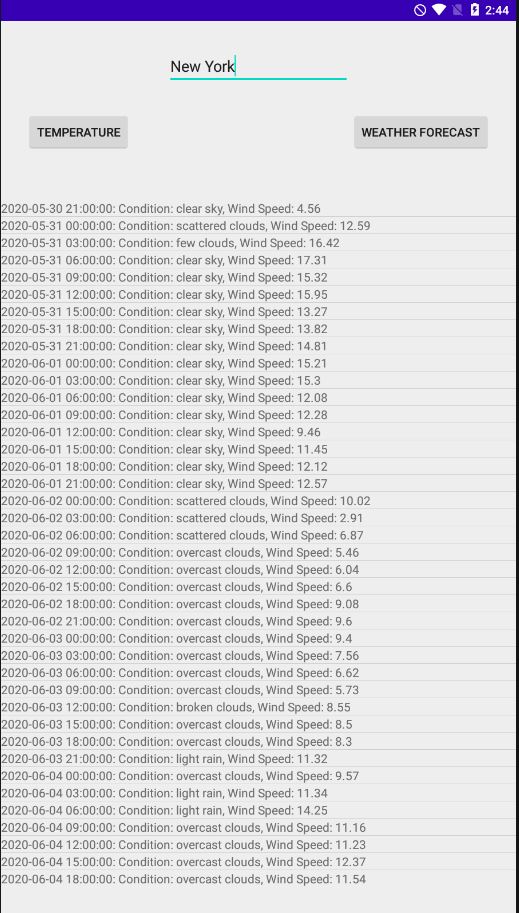 2:44
New York
TEMPERATURE
WEATHER FORECAST
2020-05-30 21:00:00: Condition: clear sky, Wind Speed: 4.56
2020-05-31 00:00:00: Condition: scattered clouds, Wind Speed: 12.59
2020-05-31 03:00:00: Condition: few clouds, Wind Speed: 16.42
2020-05-31 06:00:00: Condition: clear sky, Wind Speed: 17.31
2020-05-31 09:00:00: Condition: clear sky, Wind Speed: 15.32
2020-05-31 12:00:00: Condition: clear sky, Wind Speed: 15.95
2020-05-31 15:00:00: Condition: clear sky, Wind Speed: 13.27
2020-05-31 18:00:00: Condition: clear sky, Wind Speed: 13.82
2020-05-31 21:00:00: Condition: clear sky, Wind Speed: 14.81
2020-06-01 00:00:00: Condition: clear sky, Wind Speed: 15.21
2020-06-01 03:00:00: Condition: clear sky, Wind Speed: 15.3
2020-06-01 06:00:00: Condition: clear sky, Wind Speed: 12.08
2020-06-01 09:00:00: Condition: clear sky, Wind Speed: 12.28
2020-06-01 12:00:00: Condition: clear sky, Wind Speed: 9.46
2020-06-01 15:00:00: Condition: clear sky, Wind Speed: 11.45
2020-06-01 18:00:00: Condition: clear sky, Wind Speed: 12.12
2020-06-01 21:00:00: Condition: clear sky, Wind Speed: 12.57
2020-06-02 00:00:00: Condition: scattered clouds, Wind Speed: 10.02
2020-06-02 03:00:00: Condition: scattered clouds, Wind Speed: 2.91
2020-06-02 06:00:00: Condition: scattered clouds, Wind Speed: 6.87
2020-06-02 09:00:00: Condition: overcast clouds, Wind Speed: 5.46
2020-06-02 12:00:00: Condition: overcast clouds, Wind Speed: 6.04
2020-06-02 15:00:00: Condition: overcast clouds, Wind Speed: 6.6
2020-06-02 18:00:00: Condition: overcast clouds, Wind Speed: 9.08
2020-06-02 21:00:00: Condition: overcast clouds, Wind Speed: 9.6
2020-06-03 00:00:00: Condition: overcast clouds, Wind Speed: 9.4
2020-06-03 03:00:00: Condition: overcast clouds, Wind Speed: 7.56
2020-06-03 06:00:00: Condition: overcast clouds, Wind Speed: 6.62
2020-06-03 09:00:00: Condition: overcast clouds, Wind Speed: 5.73
2020-06-03 12:00:00: Condition: broken clouds, Wind Speed: 8.55
2020-06-03 15:00:00: Condition: overcast clouds, Wind Speed: 8.5
2020-06-03 18:00:00: Condition: overcast clouds, Wind Speed: 8.3
2020-06-03 21:00:00: Condition: light rain, Wind Speed: 11.32
2020-06-04 00:00:00: Condition: overcast clouds, Wind Speed: 9.57
2020-06-04 03:00:00: Condition: light rain, Wind Speed: 11.34
2020-06-04 06:00:00: Condition: light rain, Wind Speed: 14.25
2020-06-04 09:00:00: Condition: overcast clouds, Wind Speed: 11.16
2020-06-04 12:00:00: Condition: overcast clouds, Wind Speed: 11.23
2020-06-04 15:00:00: Condition: overcast clouds, Wind Speed: 12.37
2020-06-04 18:00:00: Condition: overcast clouds, Wind Speed: 11.54